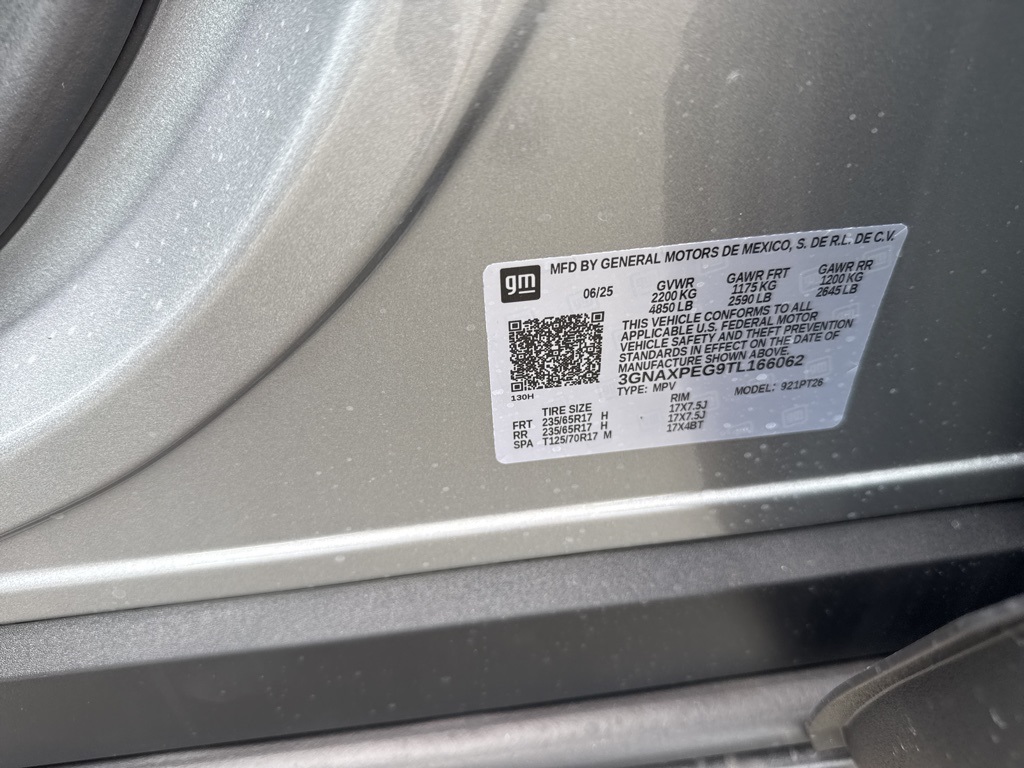 gm MFD BY GENERAL MOTORS DE MEXICO, S. DE R.L. DE C.V.
06/25 GVWR GAWR FRT GAWR RR
2200 KG 1175 KG 1200 KG
4850 LB 2590 LB 2645 LB
THIS VEHICLE CONFORMS TO ALL
APPLICABLE U.S. FEDERAL MOTOR
VEHICLE SAFETY AND THEFT PREVENTION
STANDARDS IN EFFECT ON THE DATE OF
MANUFACTURE SHOWN ABOVE.
3GNAXPEG9TL166062
130H TYPE: MPV MODEL: 921PT26
TIRE SIZE RIM
FRT 235/65R17 H 17X7.5J
RR 235/65R17 H 17X7.5J
SPA T125/70R17 M 17X4BT